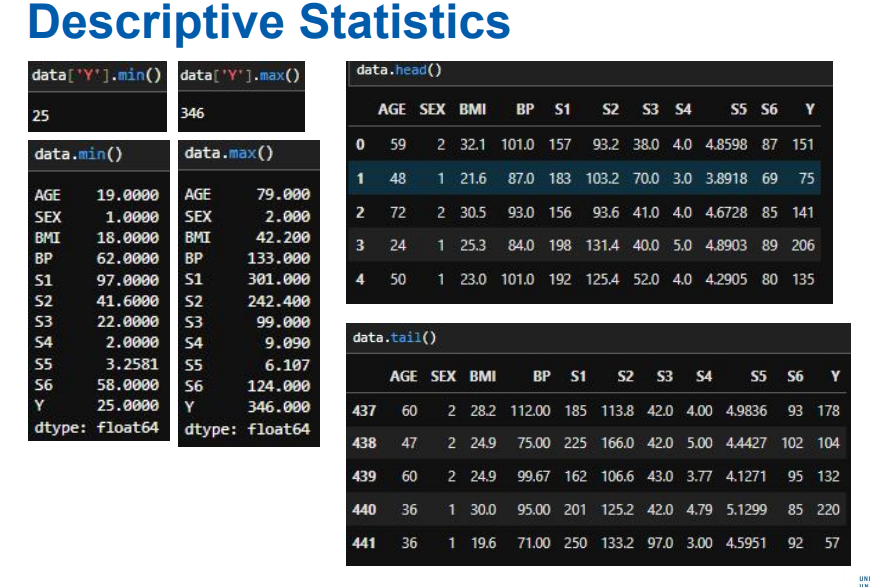 Descriptive Statistics
data['Y'].min()
25
data['Y'].max()
346
data.min()
AGE 19.0000
SEX 1.0000
BMI 18.0000
BP 62.0000
S1 97.0000
S2 41.6000
S3 22.0000
S4 2.0000
S5 3.2581
S6 58.0000
Y 25.0000
dtype: float64
data.max()
AGE 79.000
SEX 2.000
BMI 42.200
BP 133.000
S1 301.000
S2 242.400
S3 99.000
S4 9.090
S5 6.107
S6 124.000
Y 346.000
dtype: float64
data.head()
AGE SEX BMI BP S1 S2 S3 S4 S5 S6 Y
0 59 2 32.1 101.0 157 93.2 38.0 4.0 4.8598 87 151
1 48 1 21.6 87.0 183 103.2 70.0 3.0 3.8918 69 75
2 72 2 30.5 93.0 156 93.6 41.0 4.0 4.6728 85 141
3 24 1 25.3 84.0 198 131.4 40.0 5.0 4.8903 89 206
4 50 1 23.0 101.0 192 125.4 52.0 4.0 4.2905 80 135
data.tail()
AGE SEX BMI BP S1 S2 S3 S4 S5 S6 Y
437 60 2 28.2 112.00 185 113.8 42.0 4.00 4.9836 93 178
438 47 2 24.9 75.00 225 166.0 42.0 5.00 4.4427 102 104
439 60 2 24.9 99.67 162 106.6 43.0 3.77 4.1271 95 132
440 36 1 30.0 95.00 201 125.2 42.0 4.79 5.1299 85 220
441 36 1 19.6 71.00 250 133.2 97.0 3.00 4.5951 92 57